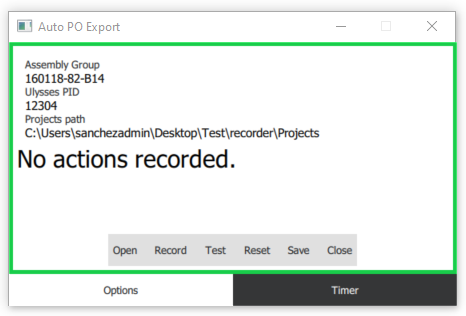 Auto PO Export
Assembly Group
160118-82-B14
Ulysses PID
12304
Projects path
C:\Users\sanchezadmin\Desktop\Test\recorder\Projects
No actions recorded.
Open Record Test Reset Save Close
Options Timer